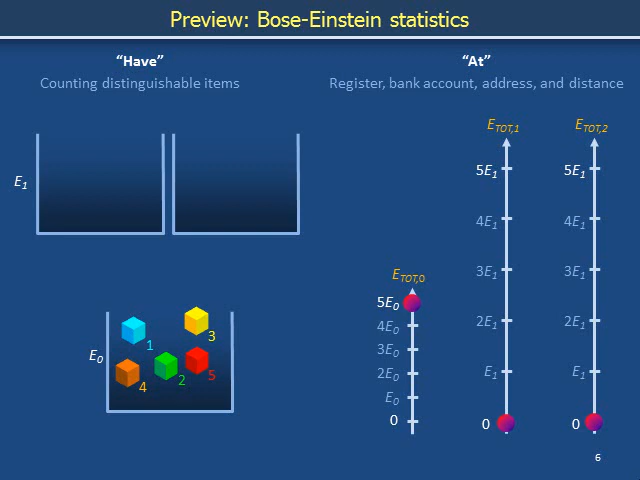 Preview: Bose-Einstein statistics
"Have"
Counting distinguishable items
E1
E0
1
2
3
4
5
"At"
Register, bank account, address, and distance
ETOT,0
5E0
4E0
3E0
2E0
E0
0
ETOT,1
5E1
4E1
3E1
2E1
E1
0
ETOT,2
5E1
4E1
3E1
2E1
E1
0
6